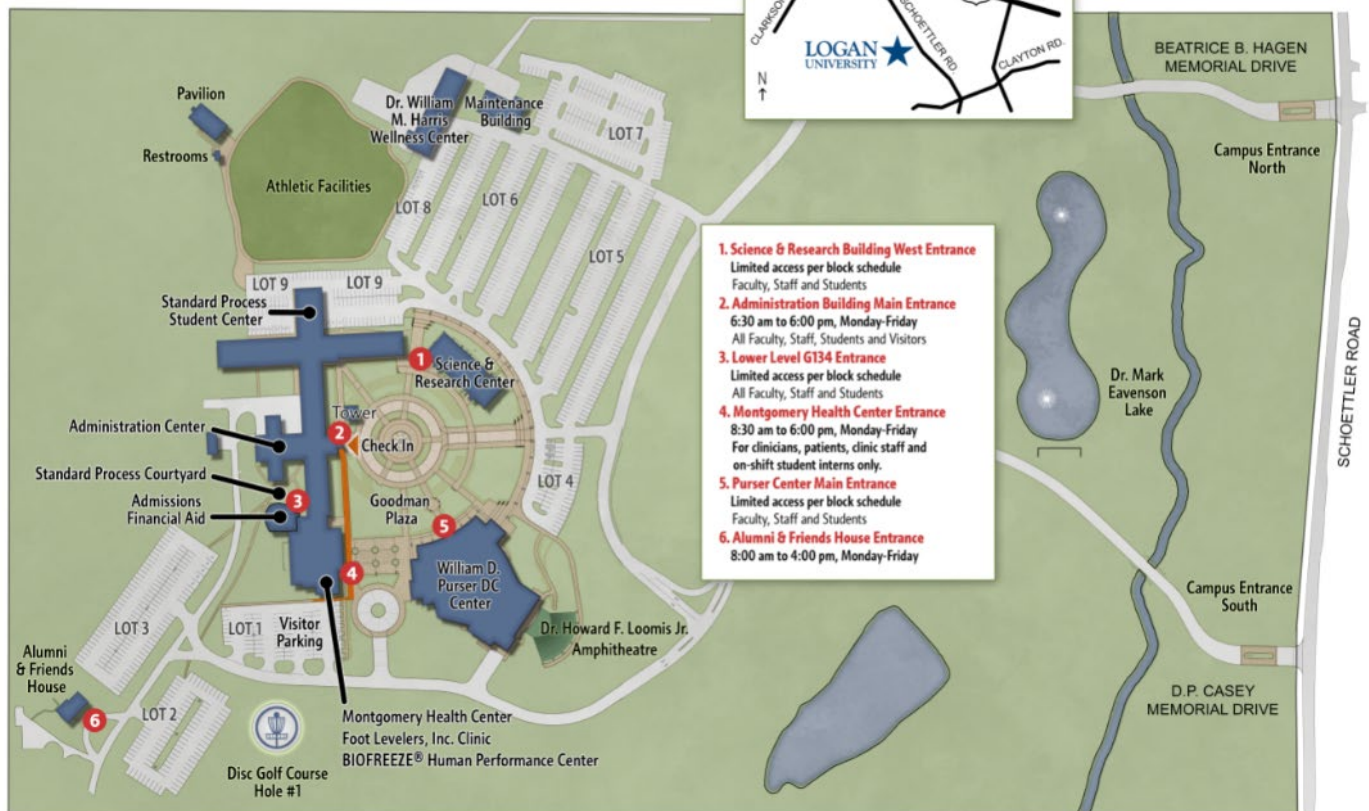 CLARKSON
SCHOETTLER RD.
CLAYTON RD.
LOGAN
UNIVERSITY
N
BEATRICE B. HAGEN
MEMORIAL DRIVE
Campus Entrance
North
Pavilion
Restrooms
Athletic Facilities
Dr. William
M. Harris
Wellness Center
Maintenance
Building
LOT 7
LOT 8
LOT 6
LOT 5
LOT 9
LOT 9
Standard Process
Student Center
1
Science &
Research Center
Tower
2
Check In
Administration Center
Standard Process Courtyard
3
Admissions
Financial Aid
Goodman
Plaza
LOT 4
5
4
William D.
Purser DC
Center
Dr. Howard F. Loomis Jr.
Amphitheatre
LOT 3
LOT 1
Visitor
Parking
Alumni
& Friends
House
6
LOT 2
Disc Golf Course
Hole #1
Montgomery Health Center
Foot Levelers, Inc. Clinic
BIOFREEZE® Human Performance Center
1. Science & Research Building West Entrance
Limited access per block schedule
Faculty, Staff and Students
2. Administration Building Main Entrance
6:30 am to 6:00 pm, Monday-Friday
All Faculty, Staff, Students and Visitors
3. Lower Level G134 Entrance
Limited access per block schedule
All Faculty, Staff and Students
4. Montgomery Health Center Entrance
8:30 am to 6:00 pm, Monday-Friday
For clinicians, patients, clinic staff and
on-shift student interns only.
5. Purser Center Main Entrance
Limited access per block schedule
Faculty, Staff and Students
6. Alumni & Friends House Entrance
8:00 am to 4:00 pm, Monday-Friday
Dr. Mark
Eavenson
Lake
SCHOETTLER ROAD
Campus Entrance
South
D.P. CASEY
MEMORIAL DRIVE